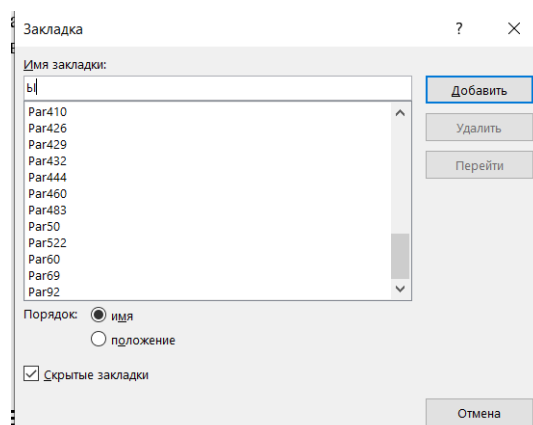 Закладка ?
Имя закладки:
ы
Добавить
Par410
Par426
Удалить
Par429
Par432
Перейти
Par444
Par460
Par483
Par50
Par522
Par60
Par69
Par92
Порядок: имя
положение
Скрытые закладки
Отмена